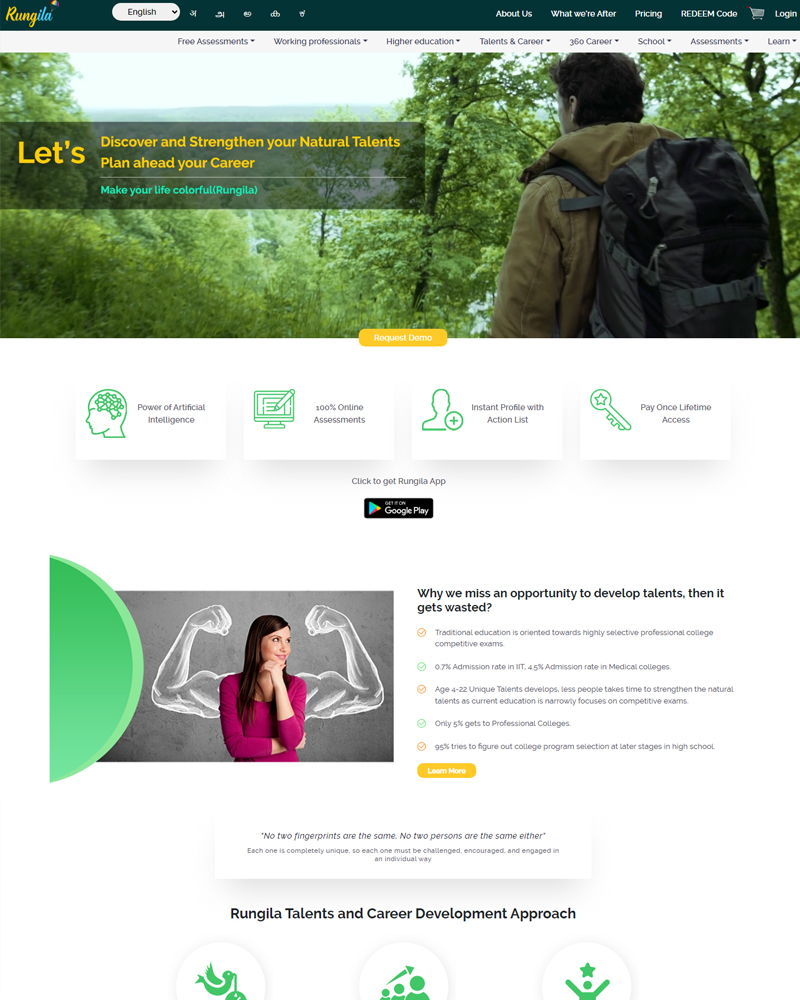 Rungila
English
अ
அ
అ
ക
ಕ
About Us
What we're After
Pricing
REDEEM Code
Login
Free Assessments
Working professionals
Higher education
Talents & Career
360 Career
School
Assessments
Learn
Let's
Discover and Strengthen your Natural Talents
Plan ahead your Career
Make your life colorful(Rungila)
Request Demo
Power of Artificial
Intelligence
100% Online
Assessments
Instant Profile with
Action List
Pay Once Lifetime
Access
Click to get Rungila App
GET IT ON
Google Play
Why we miss an opportunity to develop talents, then it
gets wasted?
Traditional education is oriented towards highly selective professional college
competitive exams.
0.7% Admission rate in IIT, 4.5% Admission rate in Medical colleges.
Age 4-22 Unique Talents develops, less people takes time to strengthen the natural
talents as current education is narrowly focuses on competitive exams.
Only 5% gets to Professional Colleges.
95% tries to figure out college program selection at later stages in high school.
Learn More
"No two fingerprints are the same, No two persons are the same either"
Each one is completely unique, so each one must be challenged, encouraged, and engaged in
an individual way
Rungila Talents and Career Development Approach